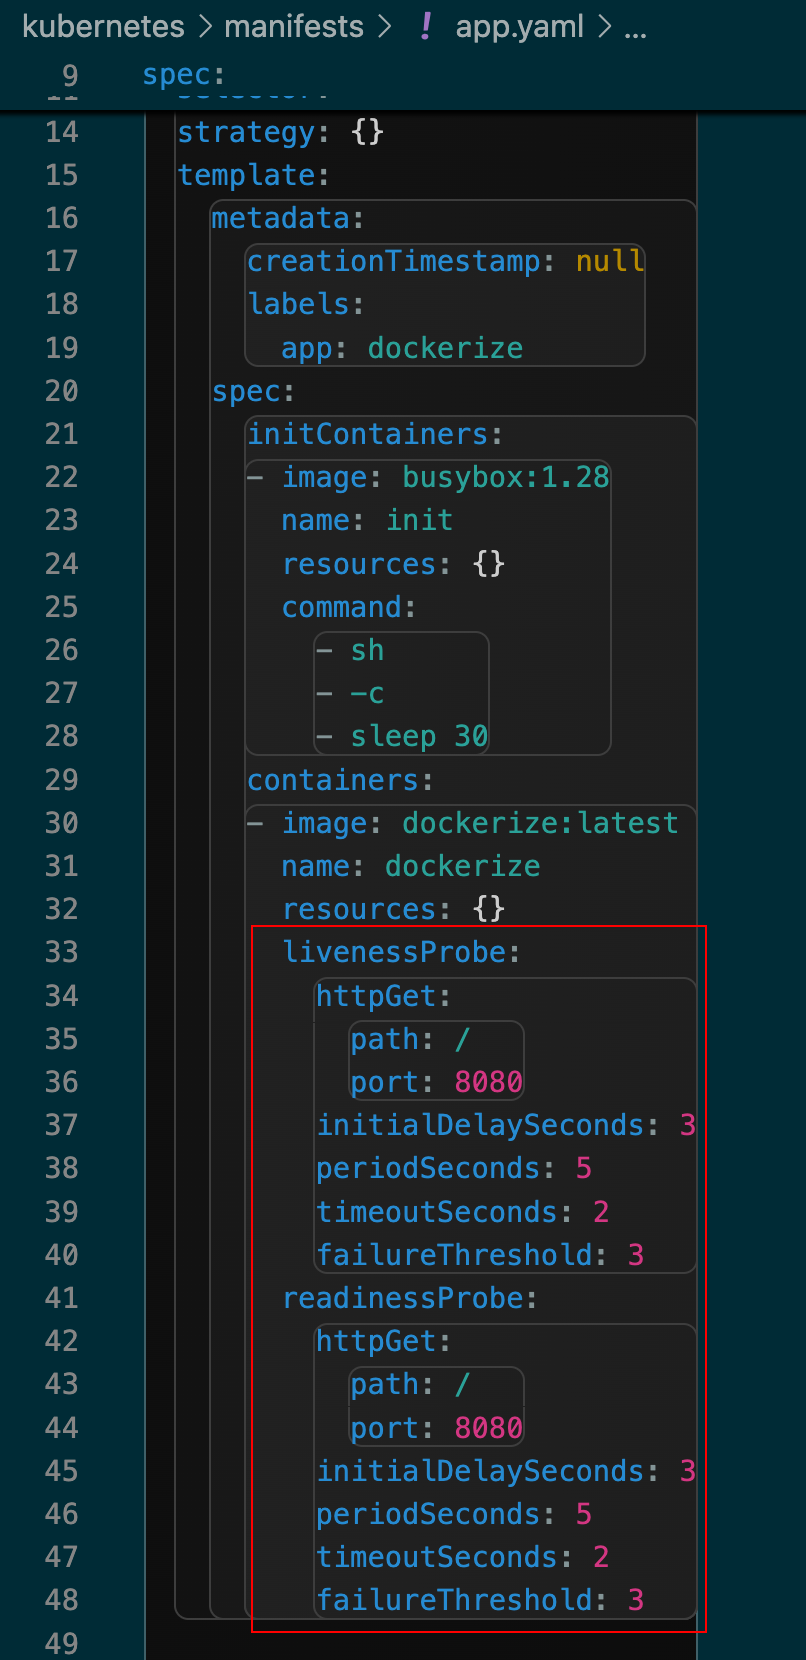 kubernetes > manifests > ! app.yaml > ...
9 spec:
14 strategy: {}
15 template:
16 metadata:
17 creationTimestamp: null
18 labels:
19 app: dockerize
20 spec:
21 initContainers:
22 - image: busybox:1.28
23 name: init
24 resources: {}
25 command:
26 - sh
27 - -c
28 - sleep 30
29 containers:
30 - image: dockerize:latest
31 name: dockerize
32 resources: {}
33 livenessProbe:
34 httpGet:
35 path: /
36 port: 8080
37 initialDelaySeconds: 3
38 periodSeconds: 5
39 timeoutSeconds: 2
40 failureThreshold: 3
41 readinessProbe:
42 httpGet:
43 path: /
44 port: 8080
45 initialDelaySeconds: 3
46 periodSeconds: 5
47 timeoutSeconds: 2
48 failureThreshold: 3
49